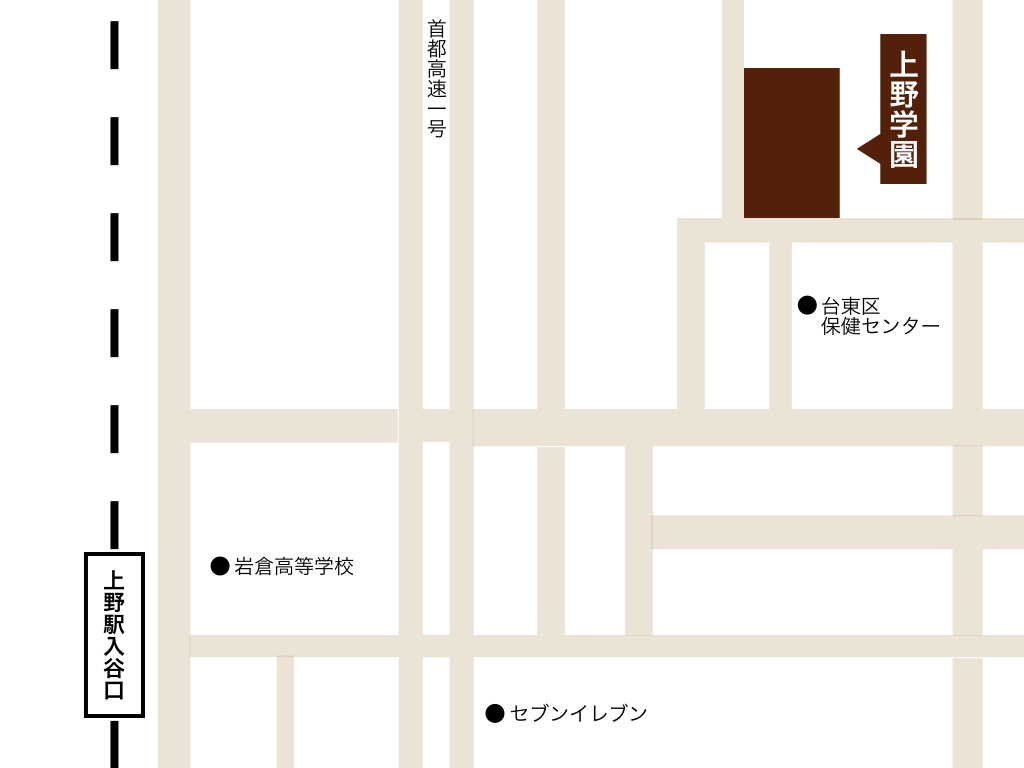 首都高速一号
上野学園
台東区
保健センター
岩倉高等学校
上野駅入谷口
セブンイレブン